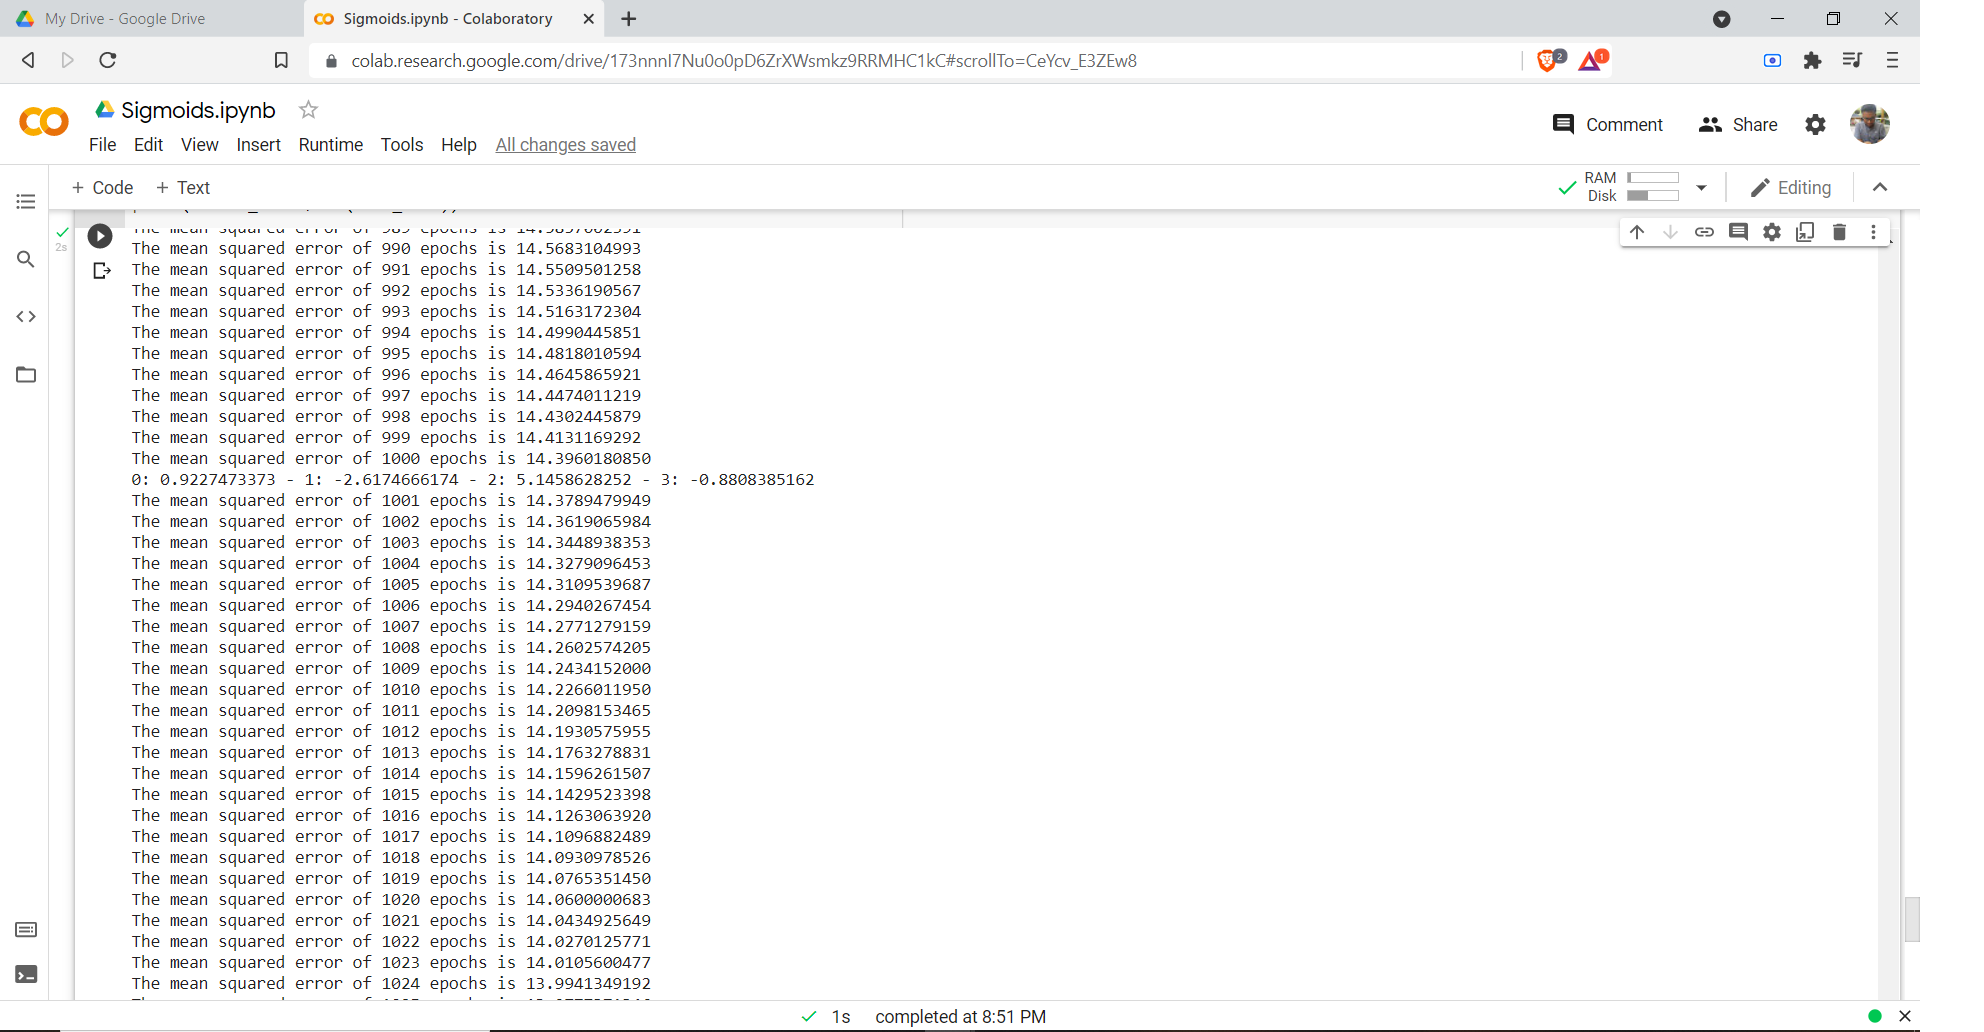 My Drive - Google Drive
Sigmoids.ipynb - Colaboratory
colab.research.google.com/drive/173nnnI7Nu0o0pD6ZrXWsmkz9RRMHC1kC#scrollTo=CeYcv_E3ZEw8
2
1
Sigmoids.ipynb
File Edit View Insert Runtime Tools Help All changes saved
Comment
Share
+ Code + Text
RAM
Disk
Editing
2s
The mean squared error of 989 epochs is
The mean squared error of 990 epochs is 14.5683104993
The mean squared error of 991 epochs is 14.5509501258
The mean squared error of 992 epochs is 14.5336190567
The mean squared error of 993 epochs is 14.5163172304
The mean squared error of 994 epochs is 14.4990445851
The mean squared error of 995 epochs is 14.4818010594
The mean squared error of 996 epochs is 14.4645865921
The mean squared error of 997 epochs is 14.4474011219
The mean squared error of 998 epochs is 14.4302445879
The mean squared error of 999 epochs is 14.4131169292
The mean squared error of 1000 epochs is 14.3960180850
0: 0.9227473373 - 1: -2.6174666174 - 2: 5.1458628252 - 3: -0.8808385162
The mean squared error of 1001 epochs is 14.3789479949
The mean squared error of 1002 epochs is 14.3619065984
The mean squared error of 1003 epochs is 14.3448938353
The mean squared error of 1004 epochs is 14.3279096453
The mean squared error of 1005 epochs is 14.3109539687
The mean squared error of 1006 epochs is 14.2940267454
The mean squared error of 1007 epochs is 14.2771279159
The mean squared error of 1008 epochs is 14.2602574205
The mean squared error of 1009 epochs is 14.2434152000
The mean squared error of 1010 epochs is 14.2266011950
The mean squared error of 1011 epochs is 14.2098153465
The mean squared error of 1012 epochs is 14.1930575955
The mean squared error of 1013 epochs is 14.1763278831
The mean squared error of 1014 epochs is 14.1596261507
The mean squared error of 1015 epochs is 14.1429523398
The mean squared error of 1016 epochs is 14.1263063920
The mean squared error of 1017 epochs is 14.1096882489
The mean squared error of 1018 epochs is 14.0930978526
The mean squared error of 1019 epochs is 14.0765351450
The mean squared error of 1020 epochs is 14.0600000683
The mean squared error of 1021 epochs is 14.0434925649
The mean squared error of 1022 epochs is 14.0270125771
The mean squared error of 1023 epochs is 14.0105600477
The mean squared error of 1024 epochs is 13.9941349192
1s completed at 8:51 PM